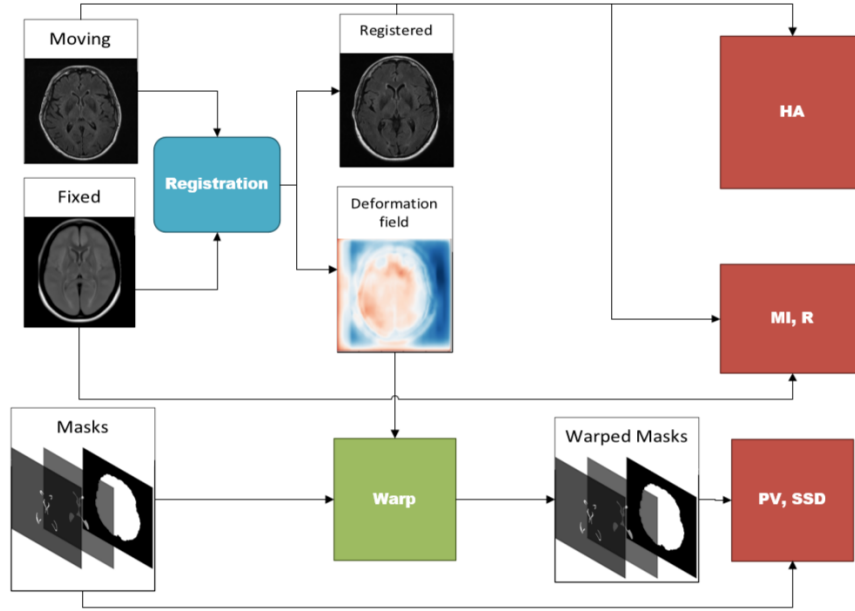 Moving
Registered
HA
Registration
Fixed
Deformation
field
MI, R
Masks
Warped Masks
Warp
PV, SSD